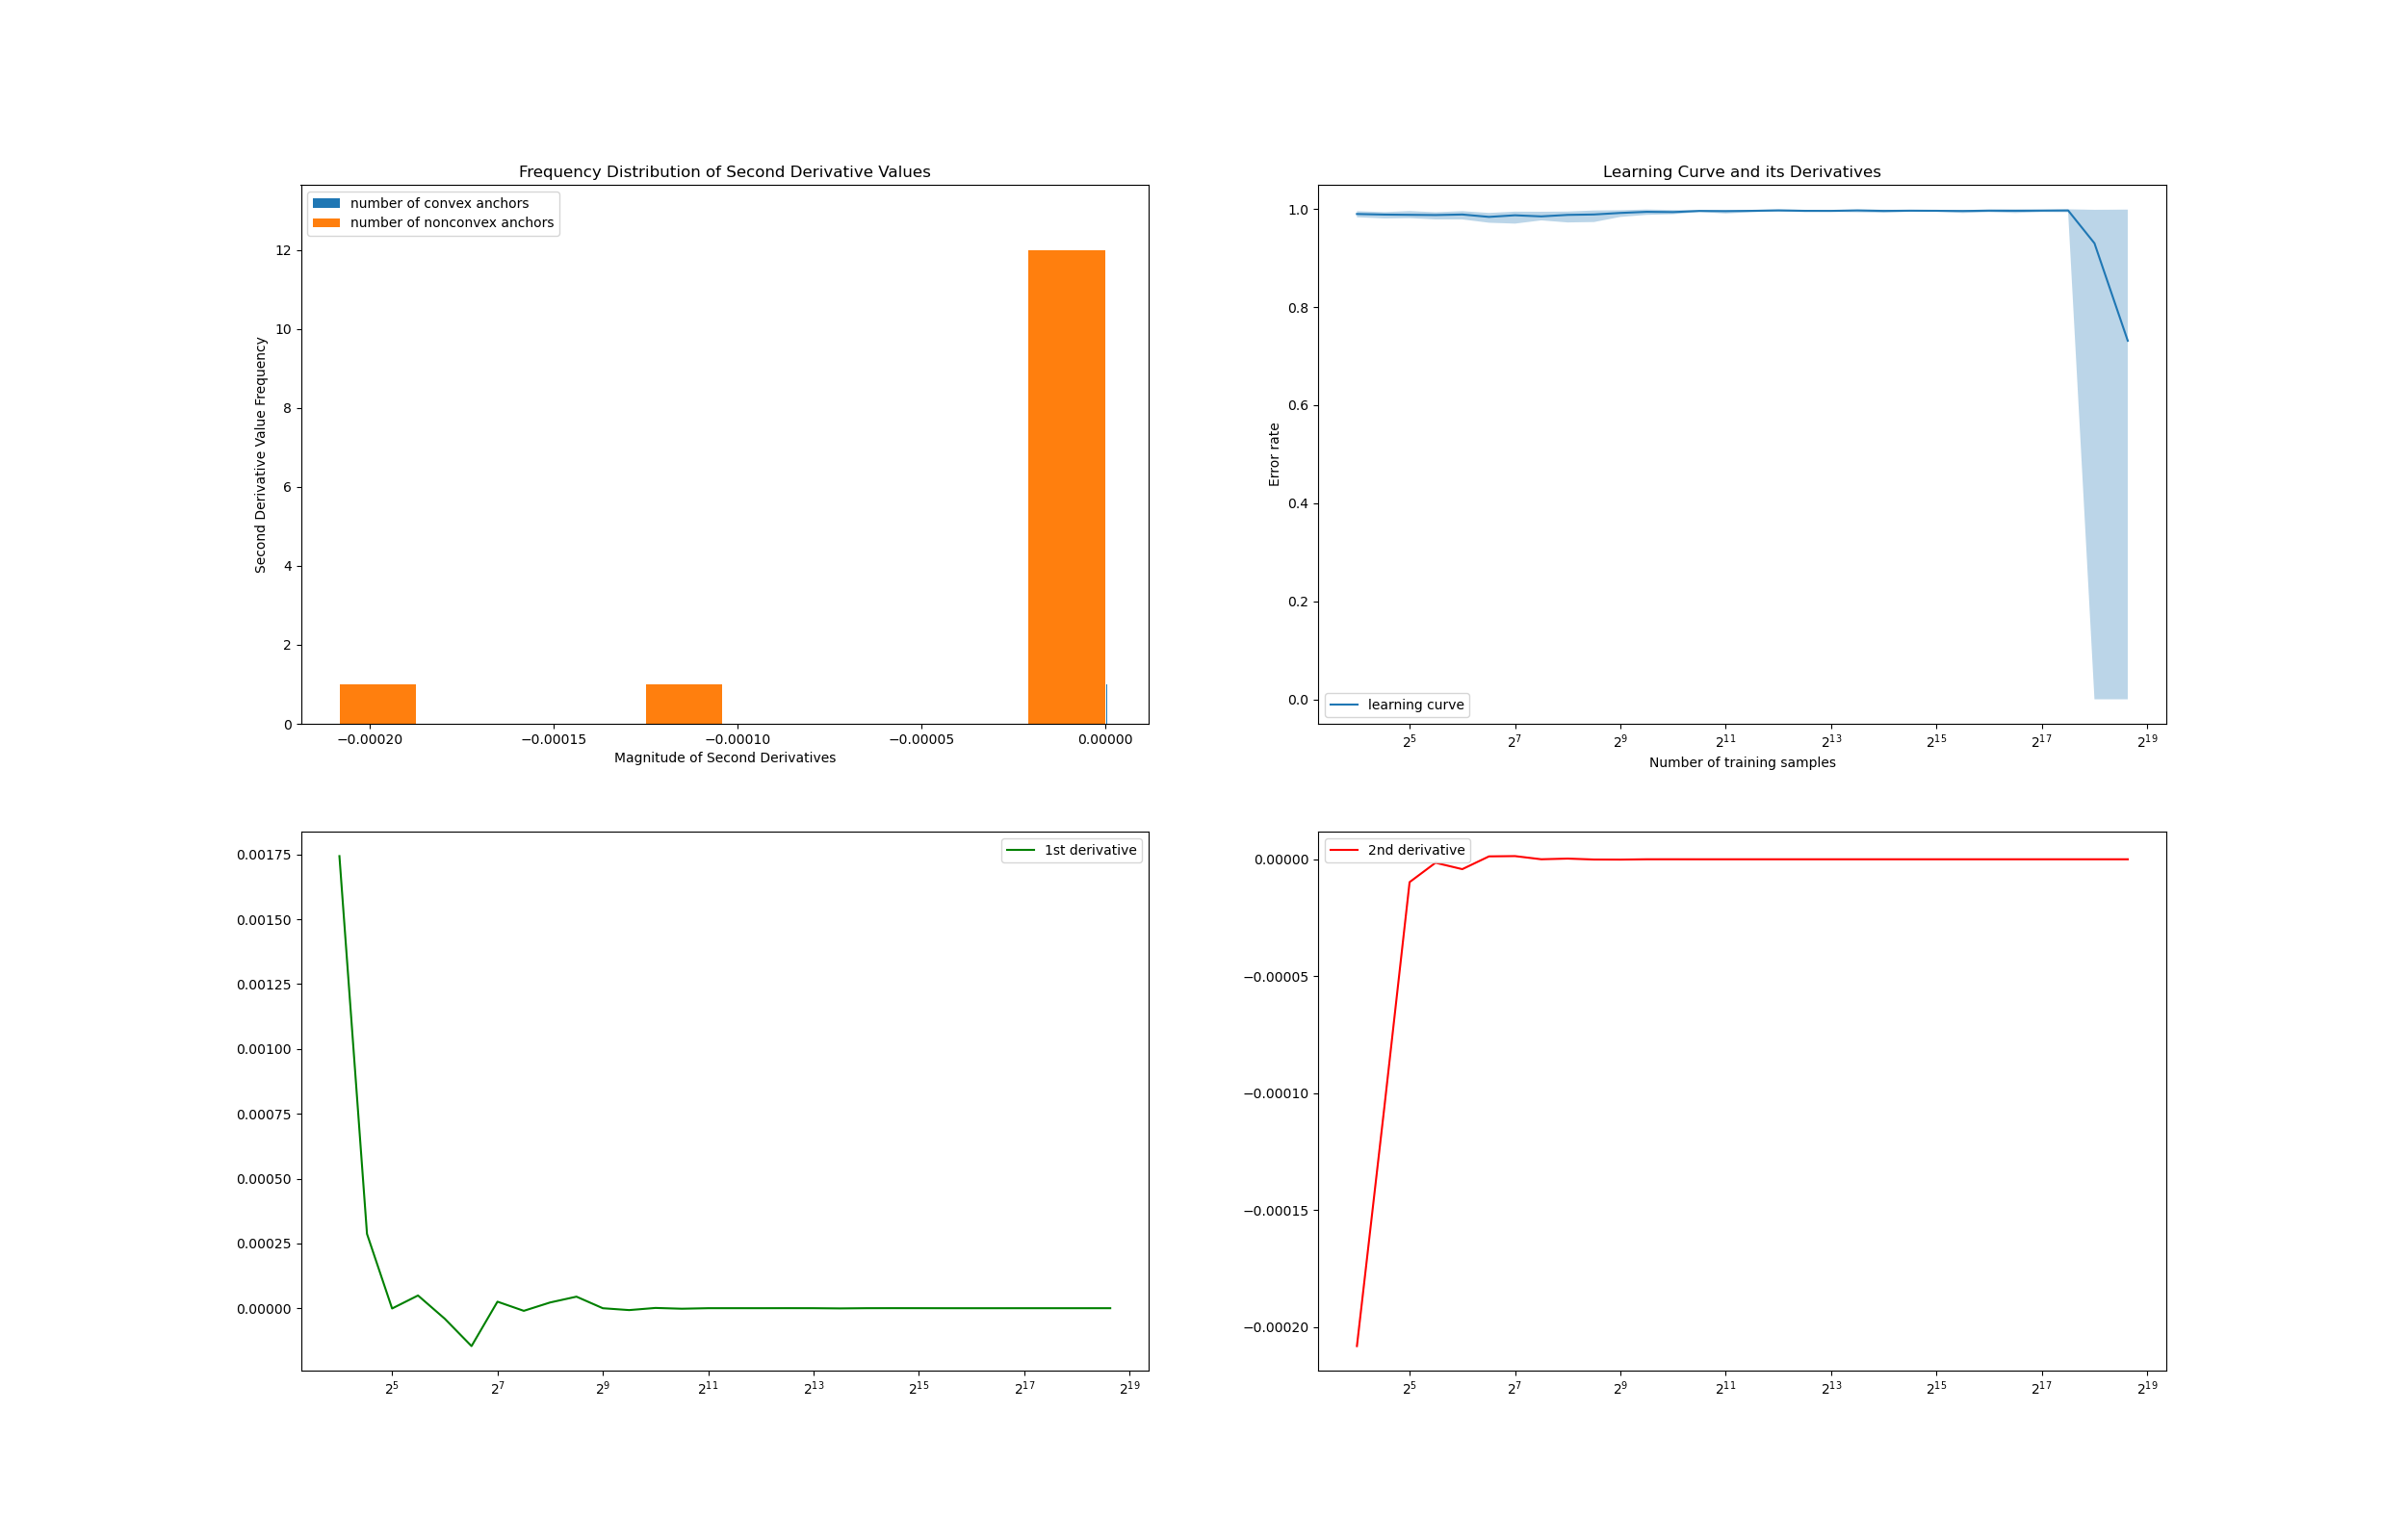 Frequency Distribution of Second Derivative Values
number of convex anchors
number of nonconvex anchors
12
10
8
6
4
2
0
Second Derivative Value Frequency
−0.00020 −0.00015 −0.00010 −0.00005 0.00000
Magnitude of Second Derivatives
Learning Curve and its Derivatives
1.0
0.8
0.6
0.4
0.2
0.0
Error rate
learning curve
2^5 2^7 2^9 2^11 2^13 2^15 2^17 2^19
Number of training samples
1st derivative
0.00175
0.00150
0.00125
0.00100
0.00075
0.00050
0.00025
0.00000
2^5 2^7 2^9 2^11 2^13 2^15 2^17 2^19
2nd derivative
0.00000
−0.00005
−0.00010
−0.00015
−0.00020
2^5 2^7 2^9 2^11 2^13 2^15 2^17 2^19